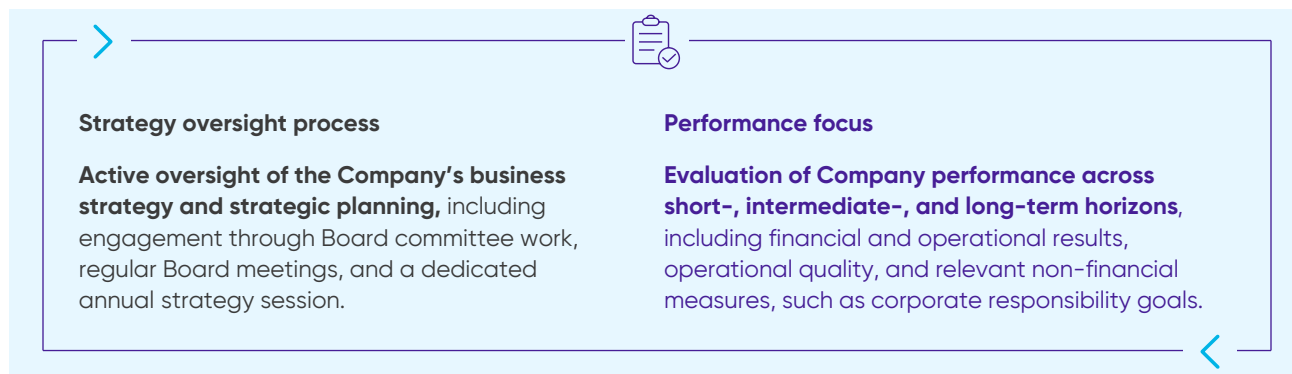 Strategy oversight process
Active oversight of the Company’s business
strategy and strategic planning, including
engagement through Board committee work,
regular Board meetings, and a dedicated
annual strategy session.
Performance focus
Evaluation of Company performance across
short-, intermediate-, and long-term horizons,
including financial and operational results,
operational quality, and relevant non-financial
measures, such as corporate responsibility goals.